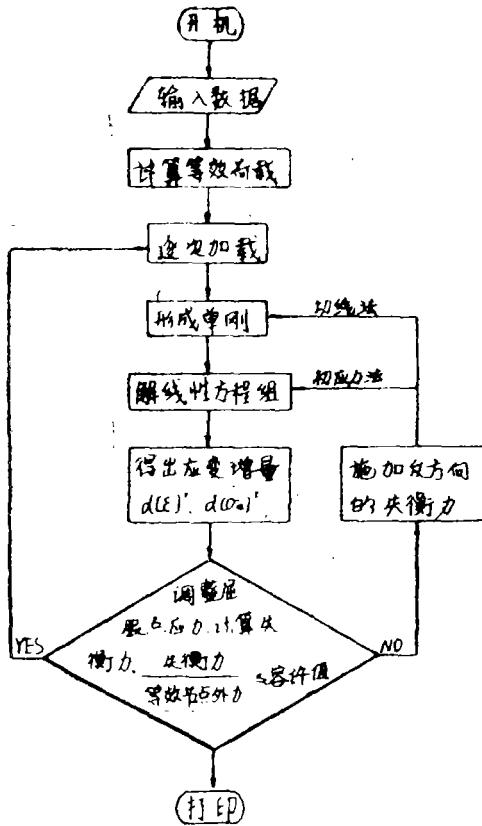 开机
输入数据
计算等效荷载
逐次加载
形成单刚
切线法
解线性方程组
初应力法
得出应变增量
施加反方向
的失衡力
调整屈
服点应力、计算失
衡力、失衡力
等效节点外力
≤容许值
YES
NO
打印